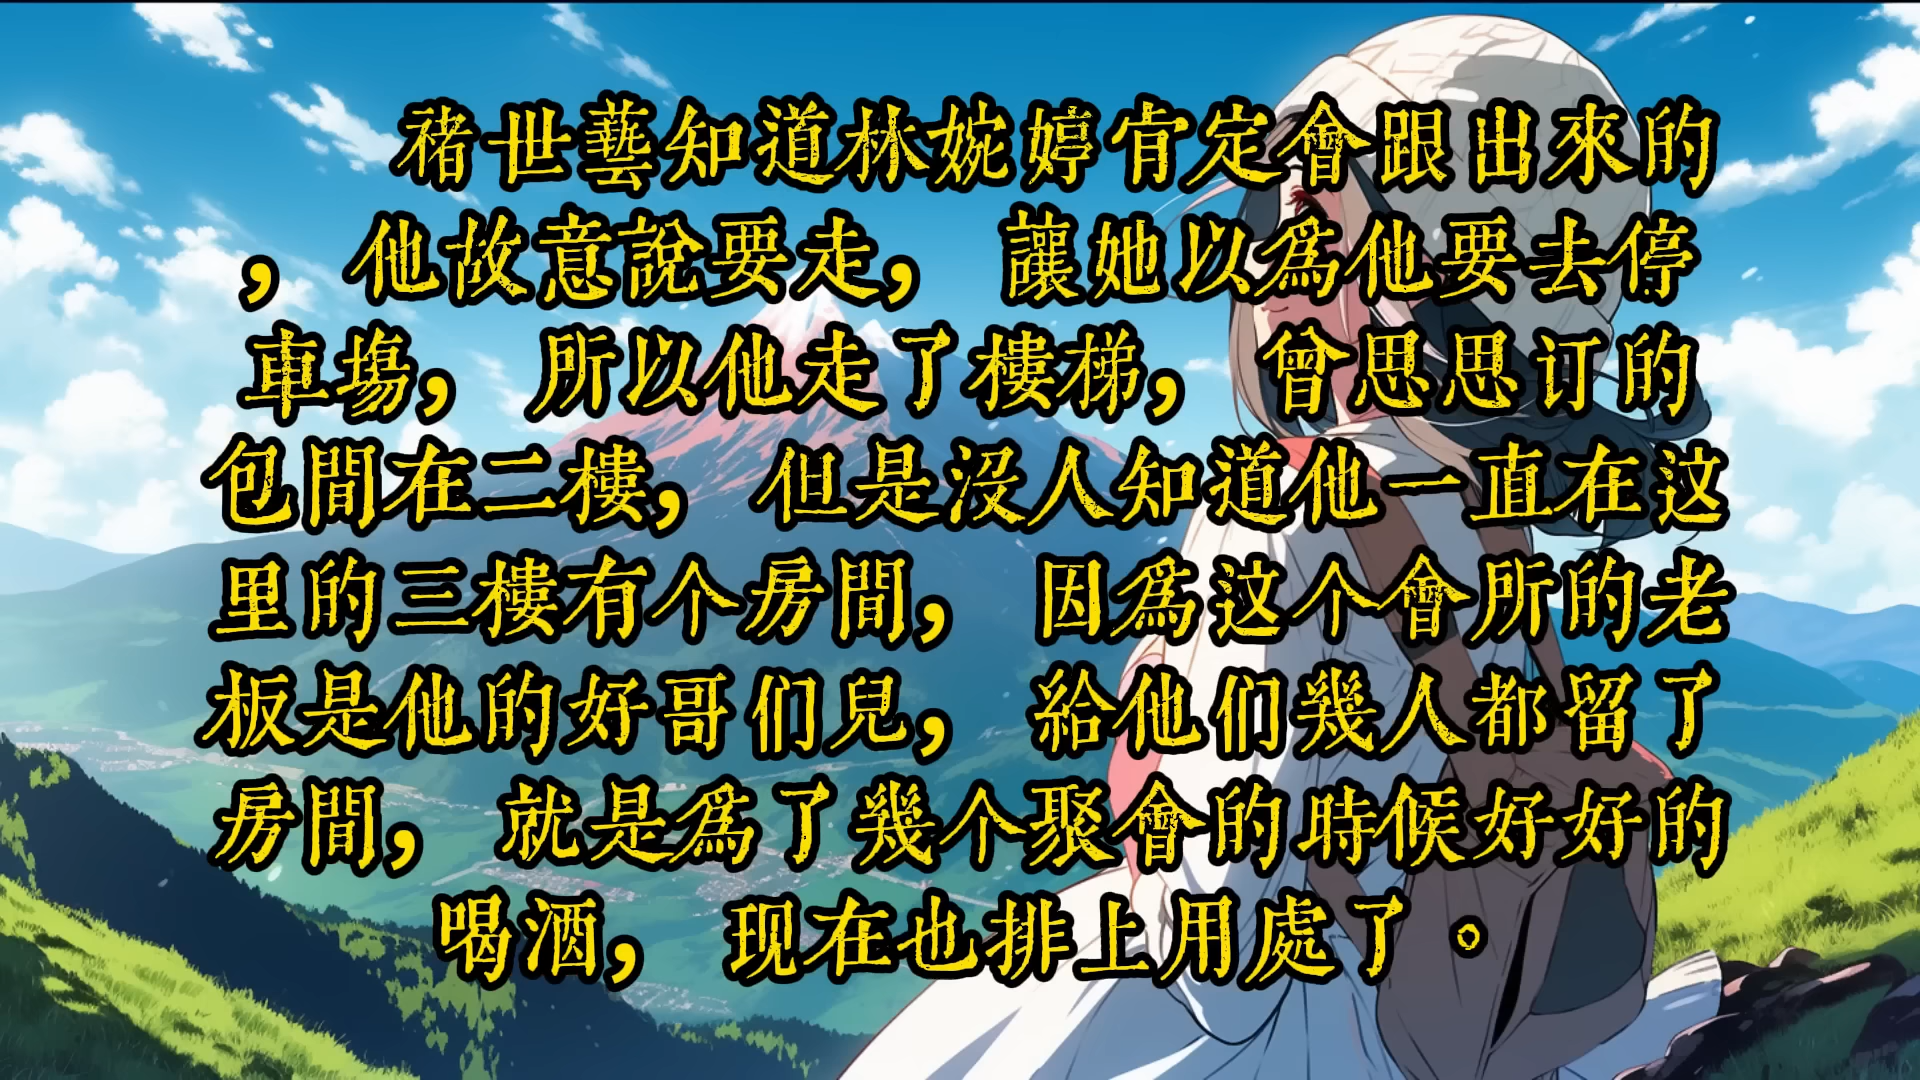 禇世藝知道林婉婷肯定會跟出來的
，他故意說要走，讓她以爲他要去停
車場，所以他走了樓梯，曾思思订的
包間在二樓，但是沒人知道他一直在这
里的三樓有个房間，因爲这个會所的老
板是他的好哥们兒，給他们幾人都留了
房間，就是爲了幾个聚會的時候好好的
喝酒，现在也排上用處了。